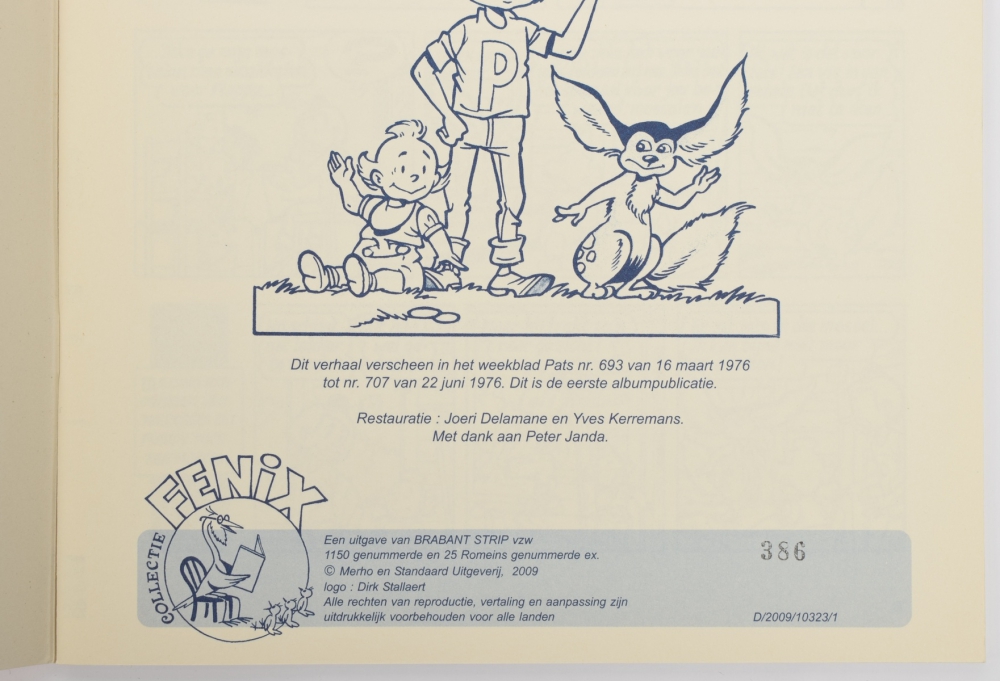 P
Dit verhaal verscheen in het weekblad Pats nr. 693 van 16 maart 1976
tot nr. 707 van 22 juni 1976. Dit is de eerste albumpublicatie.
Restauratie : Joeri Delamane en Yves Kerremans.
Met dank aan Peter Janda.
COLLECTIE
FENiX
Een uitgave van BRABANT STRIP vzw
1150 genummerde en 25 Romeins genummerde ex.
© Merho en Standaard Uitgeverij, 2009
logo : Dirk Stallaert
Alle rechten van reproductie, vertaling en aanpassing zijn
uitdrukkelijk voorbehouden voor alle landen
386
D/2009/10323/1